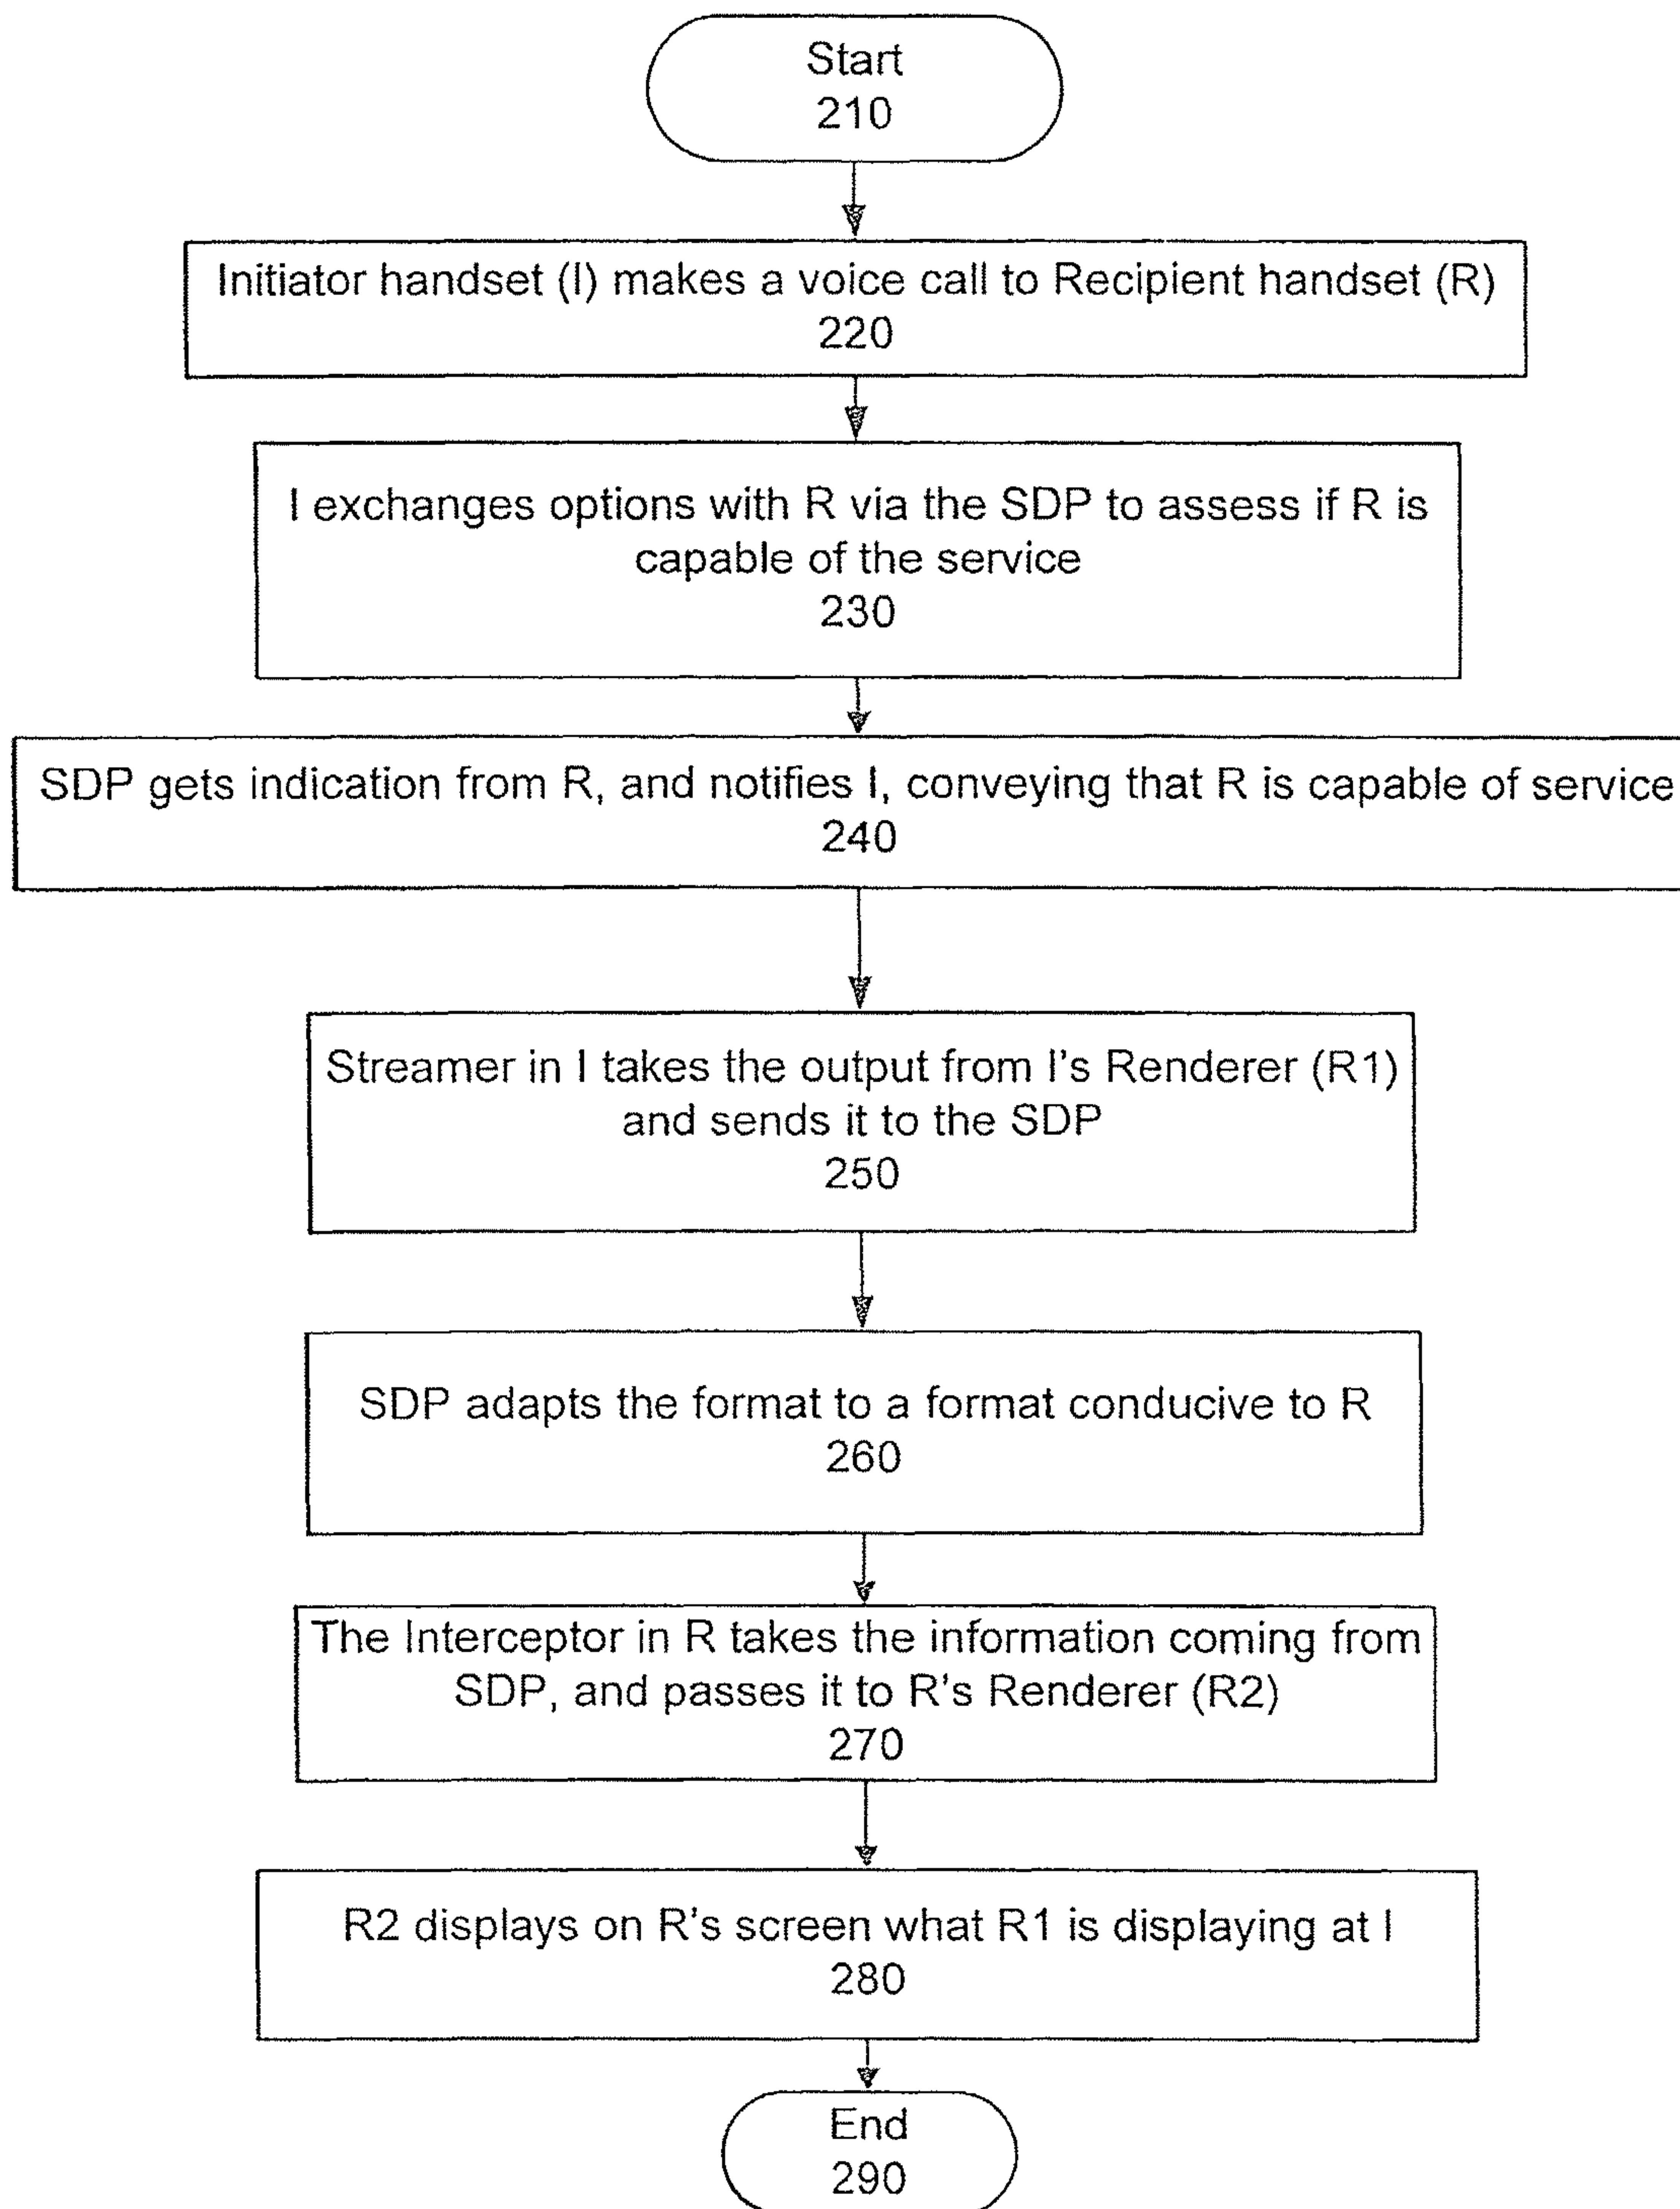 Start
210
Initiator handset (I) makes a voice call to Recipient handset (R)
220
I exchanges options with R via the SDP to assess if R is
capable of the service
230
SDP gets indication from R, and notifies I, conveying that R is capable of service
240
Streamer in I takes the output from I's Renderer (R1)
and sends it to the SDP
250
SDP adapts the format to a format conducive to R
260
The Interceptor in R takes the information coming from
SDP, and passes it to R's Renderer (R2)
270
R2 displays on R's screen what R1 is displaying at I
280
End
290